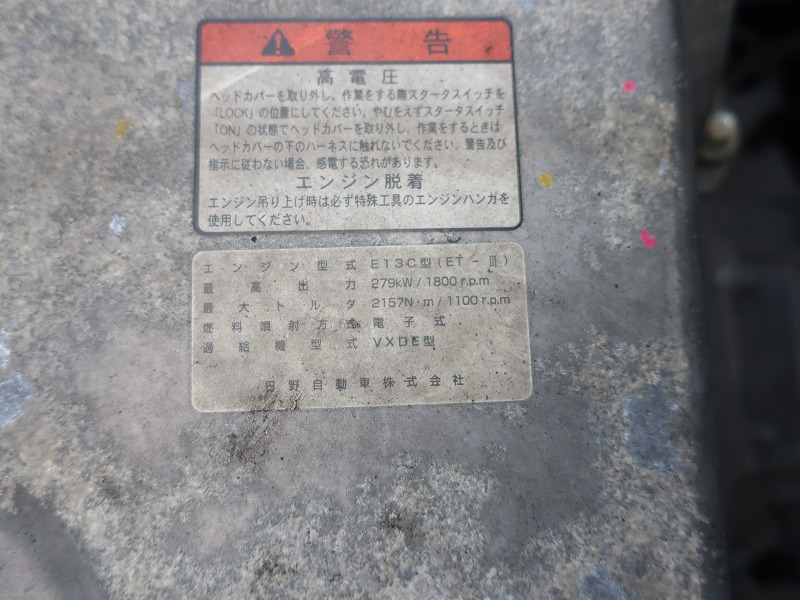 警告
高電圧
ヘッドカバーを取り外し、作業をする際スタータスイッチを
「LOCK」の位置にしてください。やむをえずスタータスイッチ
「ON」の状態でヘッドカバーを取り外し、作業をするときは
ヘッドカバーの下のハーネスに触れないでください。警告及び
指示に従わない場合、感電する恐れがあります。
エンジン脱着
エンジン吊り上げ時は必ず特殊工具のエンジンハンガを
使用してください。
エンジン型式 E13C型(ET-Ⅲ)
最高出力 279kW/1800r.p.m
最大トルク 2157N・m/1100r.p.m
燃料噴射方式 電子式
過給機型式 VXDE型
日野自動車株式会社